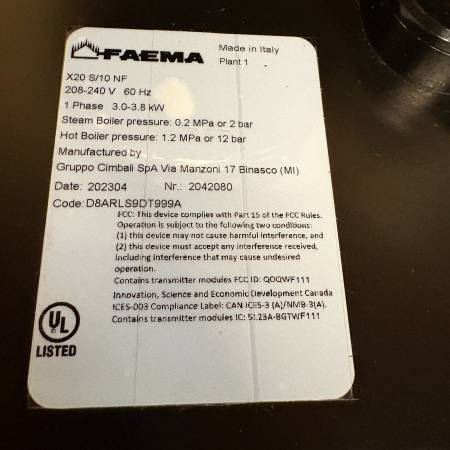 FAEMA
Made in Italy
Plant 1
X20 S/10 NF
208-240 V 60 Hz
1 Phase 3.0-3.8 kW
Steam Boiler pressure: 0.2 MPa or 2 bar
Hot Boiler pressure: 1.2 MPa or 12 bar
Manufactured by
Gruppo Cimbali SpA Via Manzoni 17 Binasco (MI)
Date: 202304 Nr.: 2042080
Code: D8ARLS9DT999A
FCC: This device complies with Part 15 of the FCC Rules.
Operation is subject to the following two conditions:
(1) this device may not cause harmful interference, and
(2) this device must accept any interference received,
including interference that may cause undesired
operation.
Contains transmitter modules FCC ID: QOQWF111
Innovation, Science and Economic Development Canada
ICES-003 Compliance Label: CAN ICES-3 (A)/NMB-3(A).
Contains transmitter modules IC: 5123A-BGTWF111
UL
LISTED